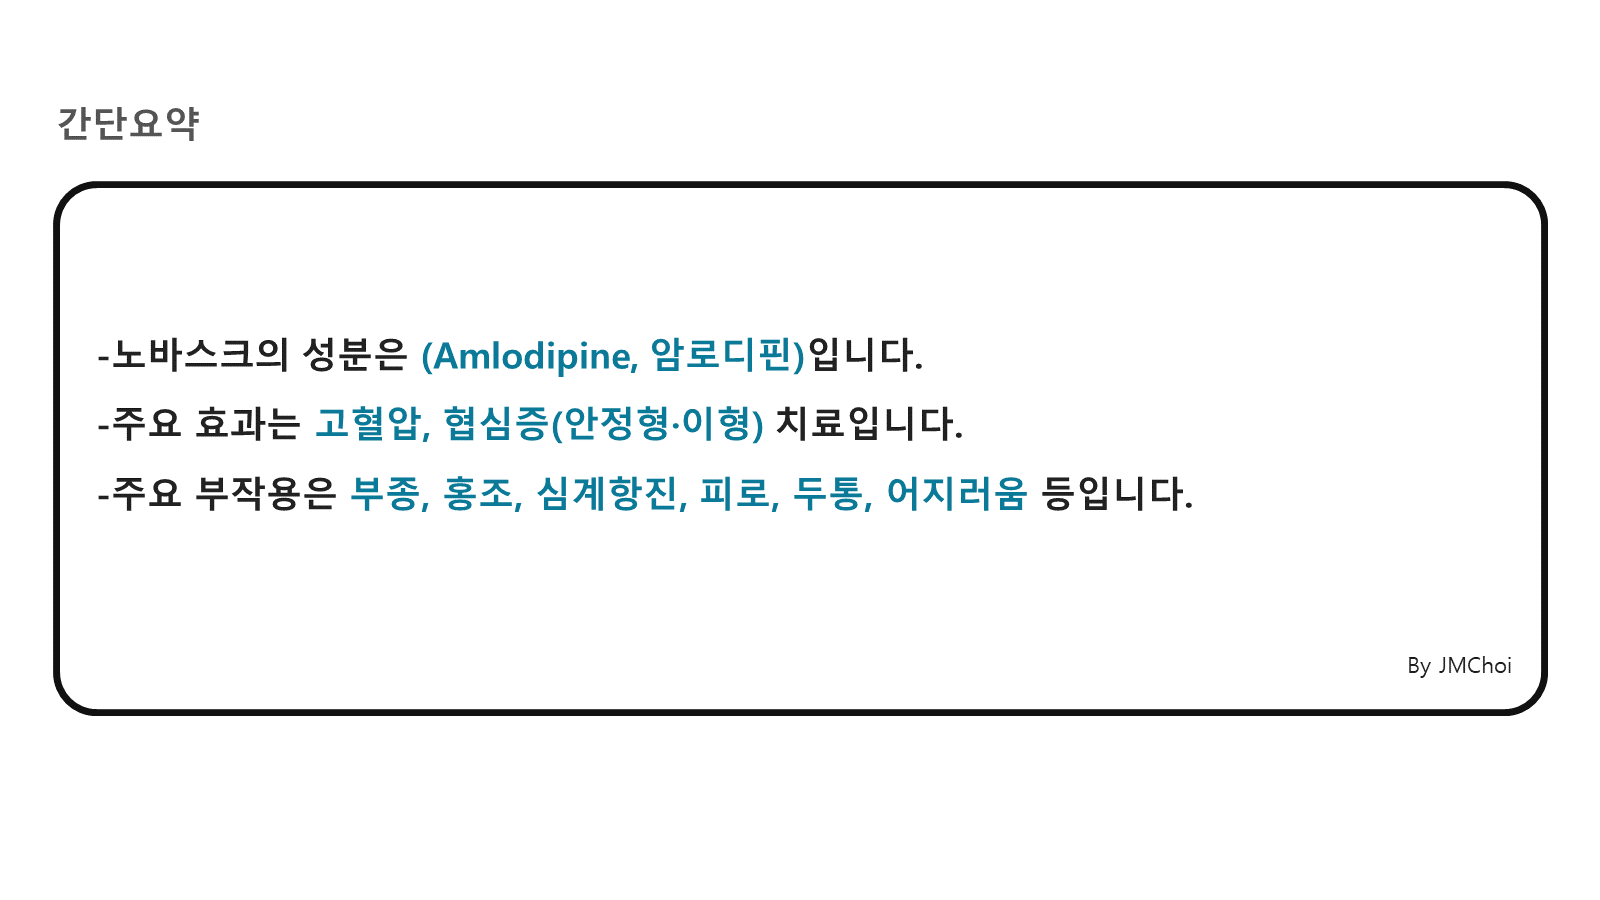 간단요약
-노바스크의 성분은 (Amlodipine, 암로디핀)입니다.
-주요 효과는 고혈압, 협심증(안정형·이형) 치료입니다.
-주요 부작용은 부종, 홍조, 심계항진, 피로, 두통, 어지러움 등입니다.
By JMChoi